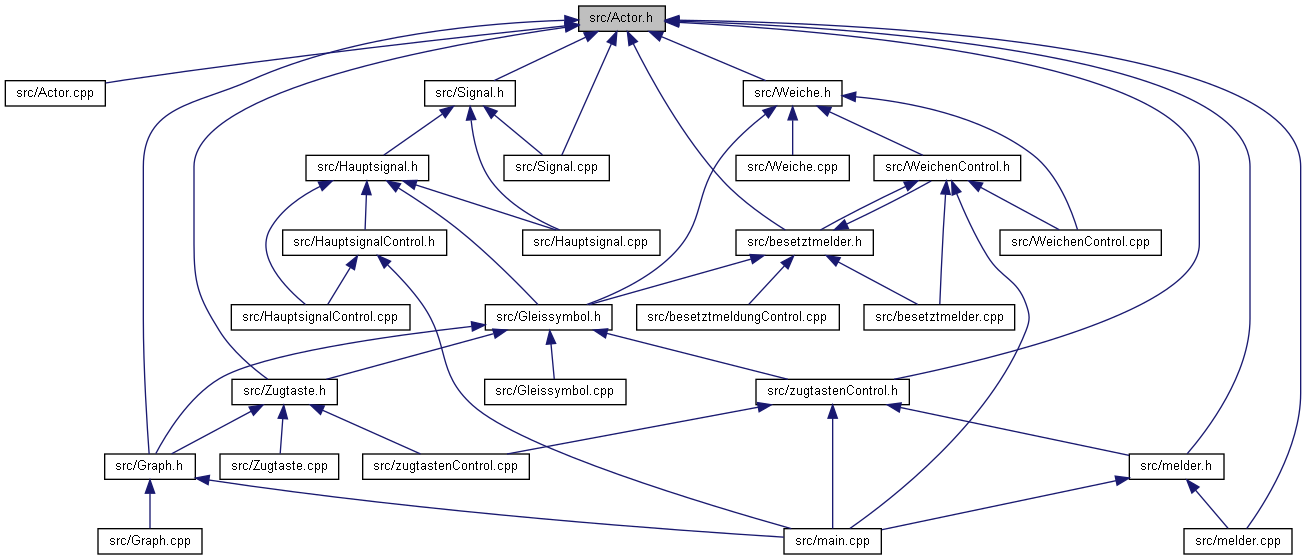 src/Actor.h
src/Actor.cpp
src/Signal.h
src/Weiche.h
src/Hauptsignal.h
src/Signal.cpp
src/Weiche.cpp
src/WeichenControl.h
src/HauptsignalControl.h
src/Hauptsignal.cpp
src/besetztmelder.h
src/WeichenControl.cpp
src/HauptsignalControl.cpp
src/Gleissymbol.h
src/besetztmeldungControl.cpp
src/besetztmelder.cpp
src/Zugtaste.h
src/Gleissymbol.cpp
src/zugtastenControl.h
src/Graph.h
src/Zugtaste.cpp
src/zugtastenControl.cpp
src/melder.h
src/Graph.cpp
src/main.cpp
src/melder.cpp